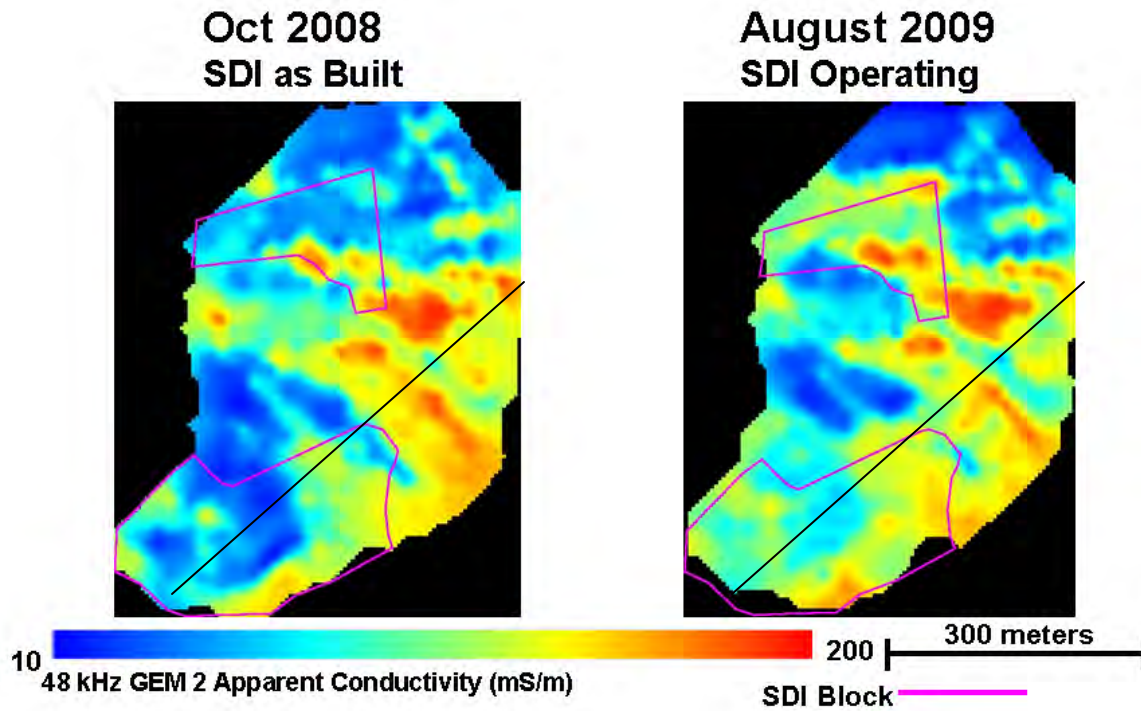 Oct 2008
SDI as Built
August 2009
SDI Operating
10
200
300 meters
48 kHz GEM 2 Apparent Conductivity (mS/m)
SDI Block